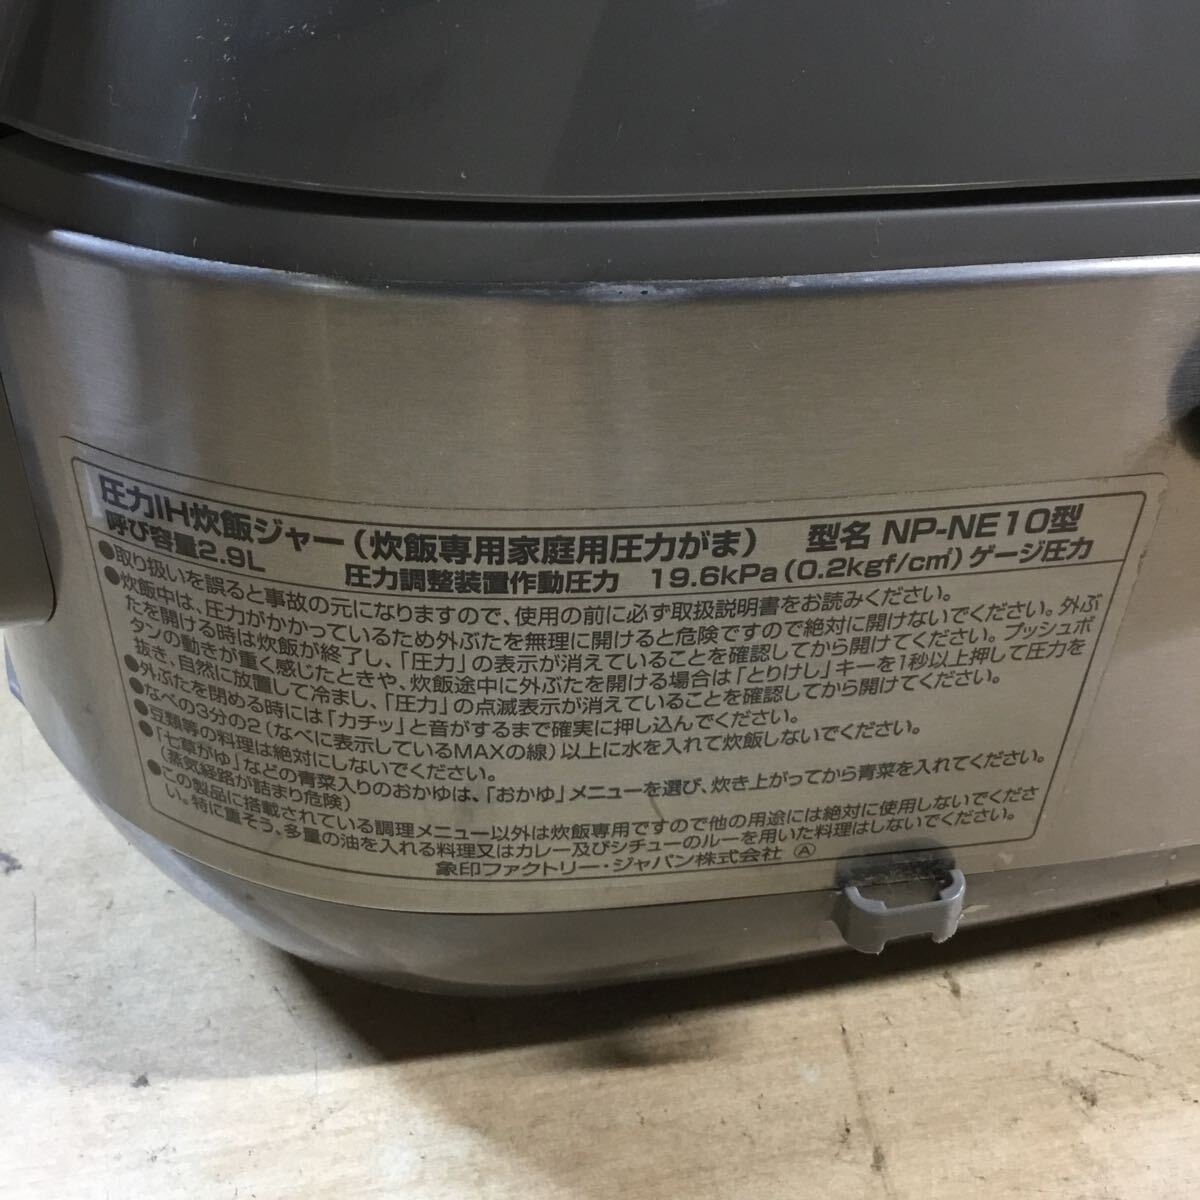 圧力IH炊飯ジャー(炊飯専用家庭用圧力がま) 型名 NP-NE10型
呼び容量2.9L 圧力調整装置作動圧力 19.6kPa(0.2kgf/c㎡)ゲージ圧力
●取り扱いを誤ると事故の元になりますので、使用の前に必ず取扱説明書をお読みください。
●炊飯中は、圧力がかかっているため外ぶたを無理に開けると危険ですので絶対に開けないでください。外ぶ
たを開ける時は炊飯が終了し、「圧力」の表示が消えていることを確認してから開けてください。プッシュボ
タンの動きが重く感じたときや、炊飯途中に外ぶたを開ける場合は「とりけし」キーを1秒以上押して圧力を
抜き、自然に放置して冷まし、「圧力」の点滅表示が消えていることを確認してから開けてください。
●外ぶたを閉める時には「カチッ」と音がするまで確実に押し込んでください。
●なべの3分の2(なべに表示しているMAXの線)以上に水を入れて炊飯しないでください。
●豆類等の料理は絶対にしないでください。
●「七草がゆ」などの青菜入りのおかゆは、「おかゆ」メニューを選び、炊き上がってから青菜を入れてください。
(蒸気経路が詰まり危険)
●この製品に搭載されている調理メニュー以外は炊飯専用ですので他の用途には絶対に使用しないでくださ
い。特に重そう、多量の油を入れる料理又はカレー及びシチューのルーを用いた料理はしないでください。
象印ファクトリー・ジャパン株式会社 Ⓐ